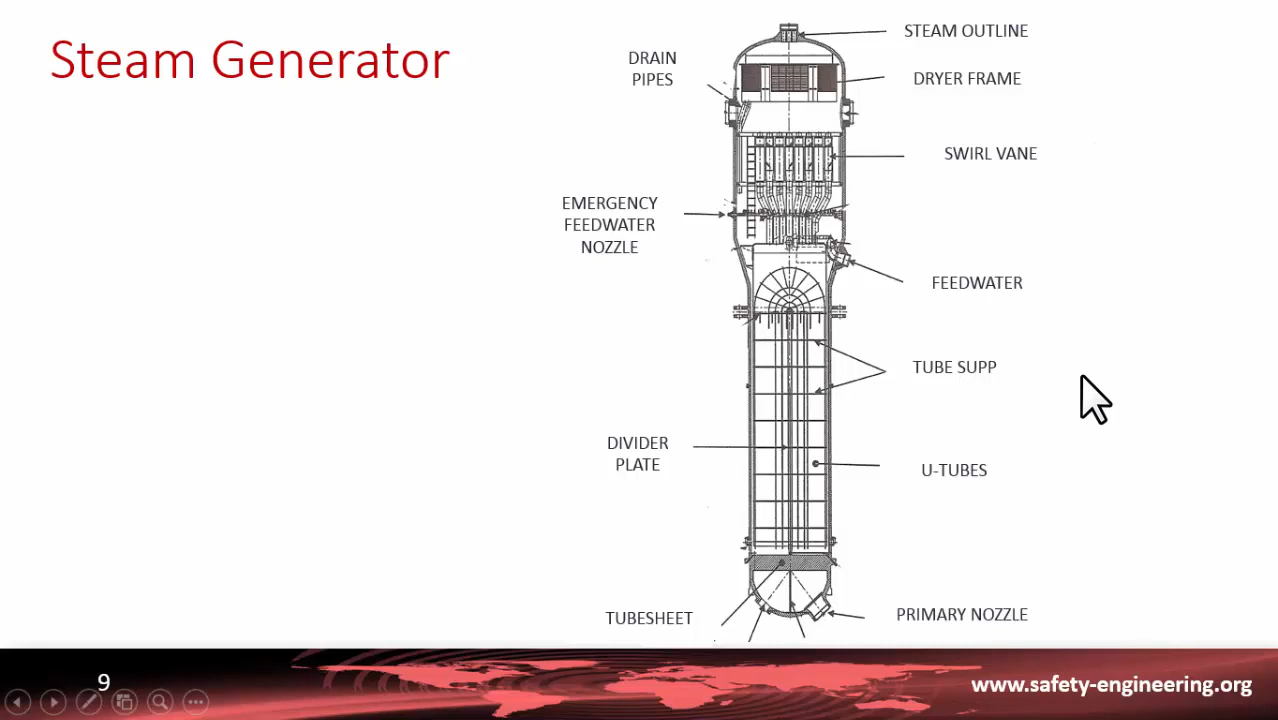 Steam Generator
STEAM OUTLINE
DRAIN
PIPES
DRYER FRAME
SWIRL VANE
EMERGENCY
FEEDWATER
NOZZLE
FEEDWATER
TUBE SUPP
DIVIDER
PLATE
U-TUBES
TUBESHEET
PRIMARY NOZZLE
9
www.safety-engineering.org